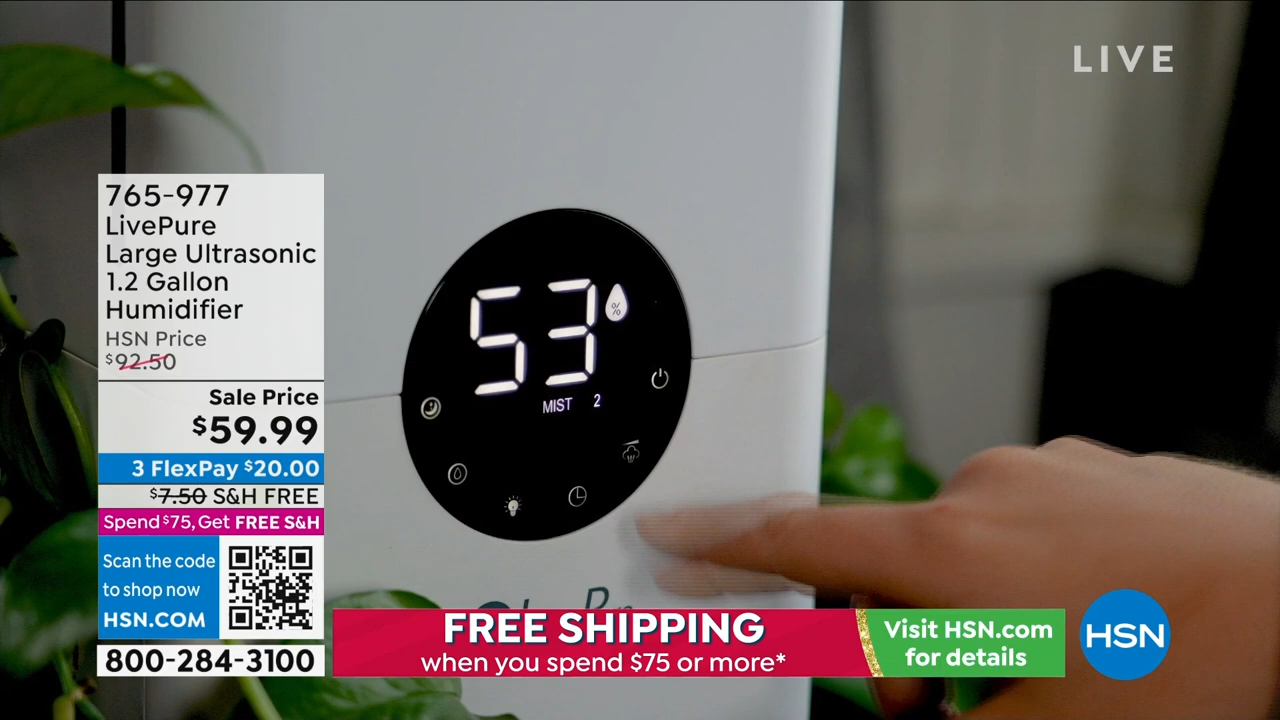 LIVE
765-977
LivePure
Large Ultrasonic
1.2 Gallon
Humidifier
HSN Price
$92.50
Sale Price
$59.99
3 FlexPay $20.00
$7.50 S&H FREE
Spend $75, Get FREE S&H
Scan the code
to shop now
HSN.COM
800-284-3100
53 %
MIST 2
FREE SHIPPING
when you spend $75 or more*
Visit HSN.com
for details
HSN